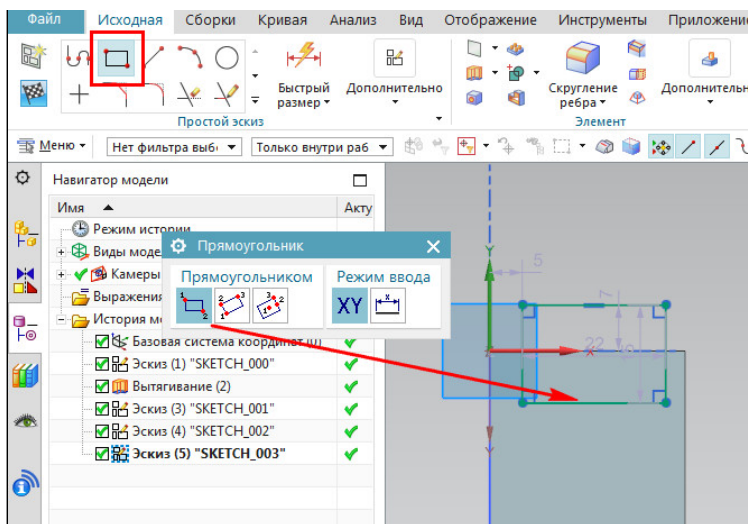 Файл Исходная Сборки Кривая Анализ Вид Отображение Инструменты Приложение
Быстрый размер Дополнительно Скругление ребра Дополнительн
Простой эскиз Элемент
Меню Нет фильтра выб Только внутри раб
Навигатор модели
Имя Акту
Режим истории
Виды моде
Камеры
Выражения
История м
Прямоугольник
Прямоугольником Режим ввода
XY
Базовая система координат (0)
Эскиз (1) "SKETCH_000"
Вытягивание (2)
Эскиз (3) "SKETCH_001"
Эскиз (4) "SKETCH_002"
Эскиз (5) "SKETCH_003"
5
7
22
Y
X